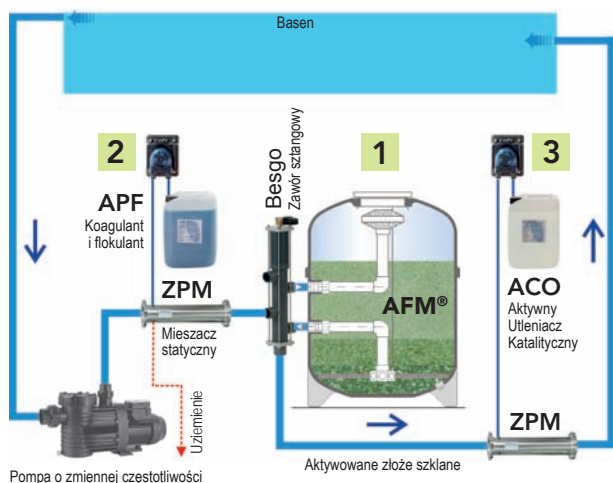 Basen
2
1
3
Besgo
Zawór sztangowy
APF
Koagulant
i flokulant
AFM®
ACO
Aktywny
Utleniacz
Katalityczny
ZPM
Mieszacz
statyczny
Uziemienie
ZPM
Aktywowane złoże szklane
Pompa o zmiennej częstotliwości